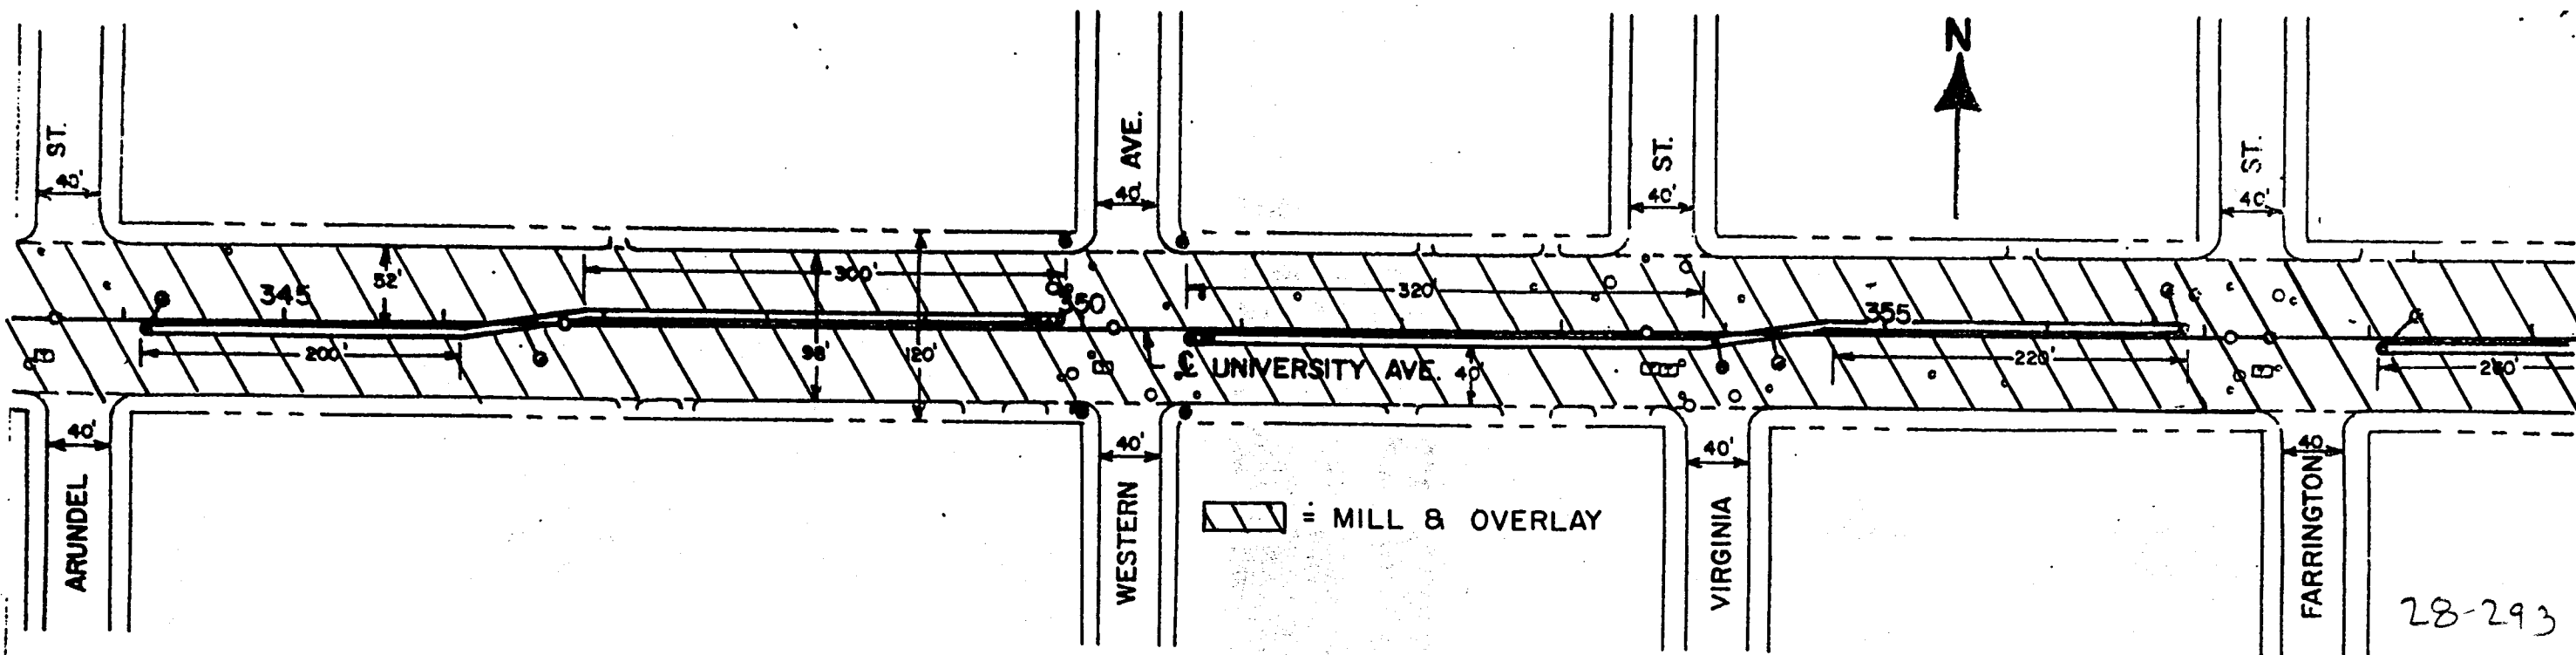 N
ST.
AVE.
ST.
ST.
40'
40'
40'
40'
52'
300'
345
350
320'
355
200'
98'
120'
℄ UNIVERSITY AVE.
40'
220'
40'
40'
40'
40'
ARUNDEL
WESTERN
VIRGINIA
FARRINGTON
= MILL & OVERLAY
28-293